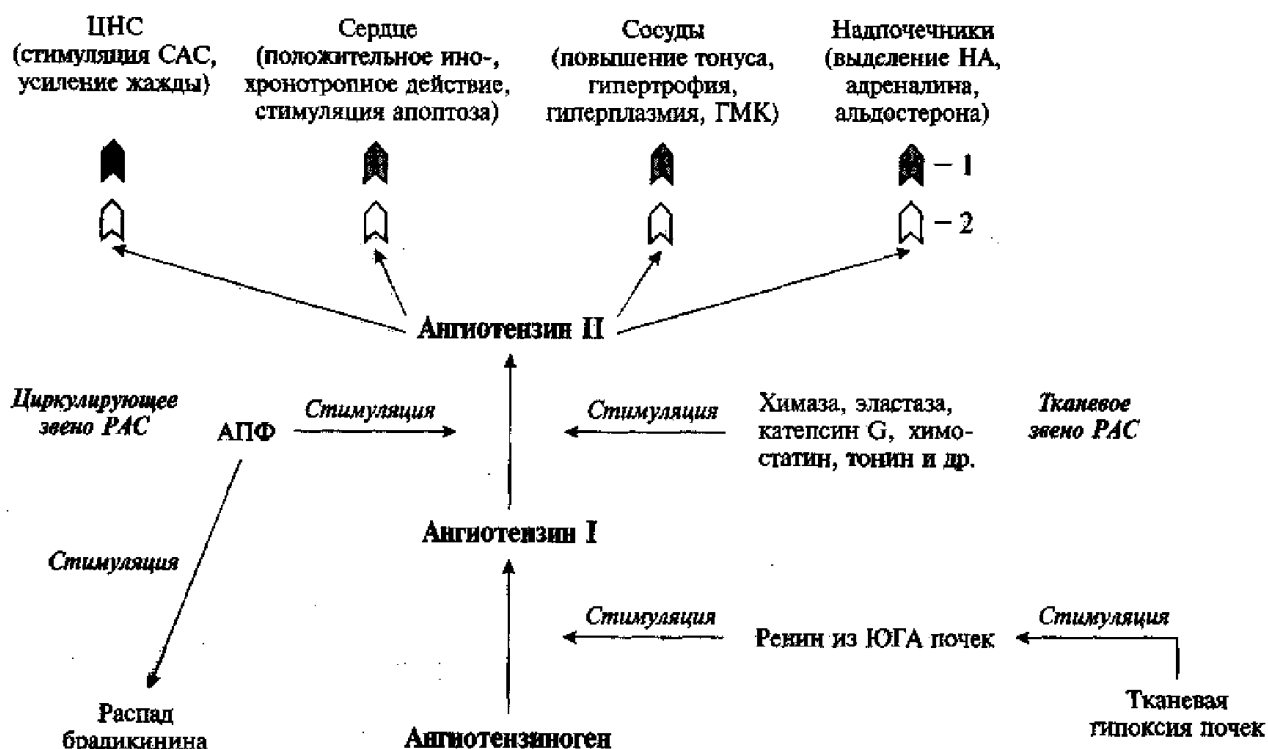 ЦНС
(стимуляция САС,
усиление жажды)
Сердце
(положительное ино-,
хронотропное действие,
стимуляция апоптоза)
Сосуды
(повышение тонуса,
гипертрофия,
гиперплазмия, ГМК)
Надпочечники
(выделение НА,
адреналина,
альдостерона)
– 1
– 2
Ангиотензин II
Циркулирующее
звено РАС
АПФ
Стимуляция
Стимуляция
Химаза, эластаза,
катепсин G, химо-
статин, тонин и др.
Тканевое
звено РАС
Ангиотензин I
Стимуляция
Стимуляция
Ренин из ЮГА почек
Стимуляция
Тканевая
гипоксия почек
Распад
брадикинина
Ангиотензиноген